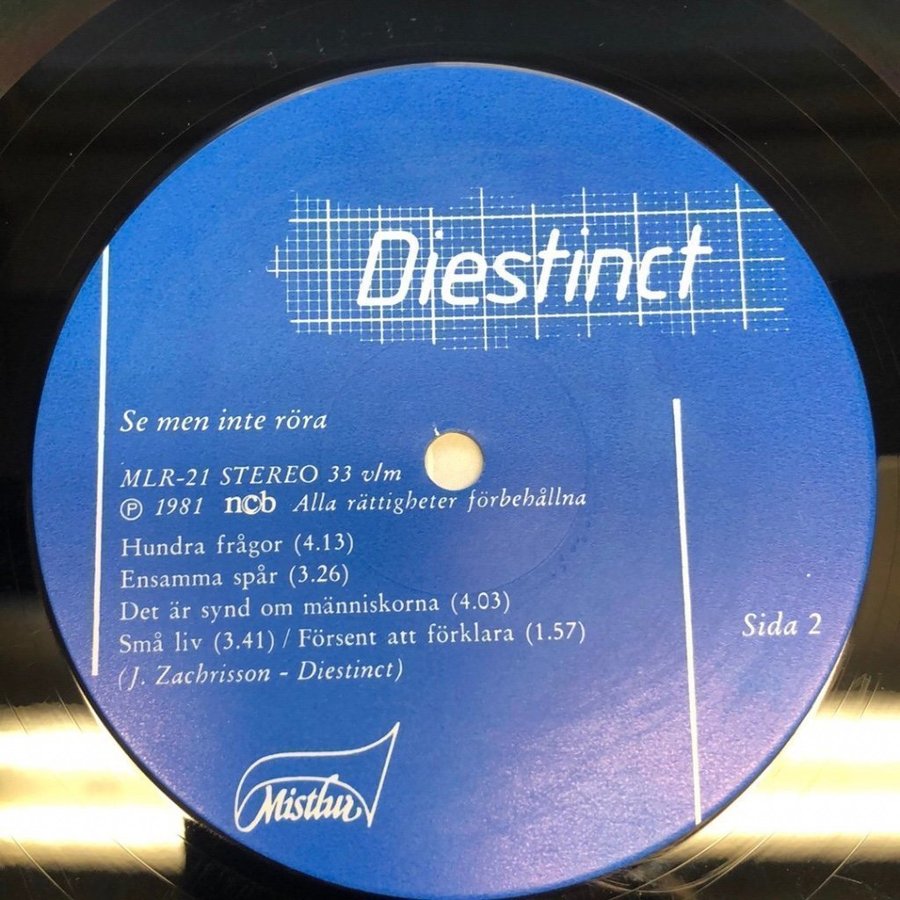 Diestinct
Se men inte röra
MLR-21 STEREO 33 v/m
Ⓟ 1981 ncb Alla rättigheter förbehållna
Hundra frågor (4.13)
Ensamma spår (3.26)
Det är synd om människorna (4.03)
Små liv (3.41) / Försent att förklara (1.57)
(J. Zachrisson - Diestinct)
Sida 2
Mistlur